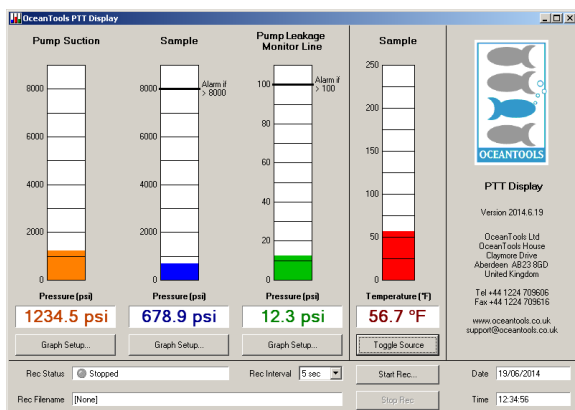 OceanTools PTT Display
Pump Suction
8000
6000
4000
2000
0
Pressure (psi)
1234.5 psi
Graph Setup...
Sample
8000
Alarm if
> 8000
6000
4000
2000
0
Pressure (psi)
678.9 psi
Graph Setup...
Pump Leakage
Monitor Line
100
Alarm if
> 100
80
60
40
20
0
Pressure (psi)
12.3 psi
Graph Setup...
Sample
250
200
150
100
50
0
Temperature (°F)
56.7 °F
Toggle Source
OCEANTOOLS
PTT Display
Version 2014.6.19
OceanTools Ltd
OceanTools House
Claymore Drive
Aberdeen AB23 8GD
United Kingdom
Tel +44 1224 709606
Fax +44 1224 709616
www.oceantools.co.uk
support@oceantools.co.uk
Rec Status Stopped
Rec Interval 5 sec
Start Rec...
Date 19/06/2014
Rec Filename [None]
Stop Rec
Time 12:34:56